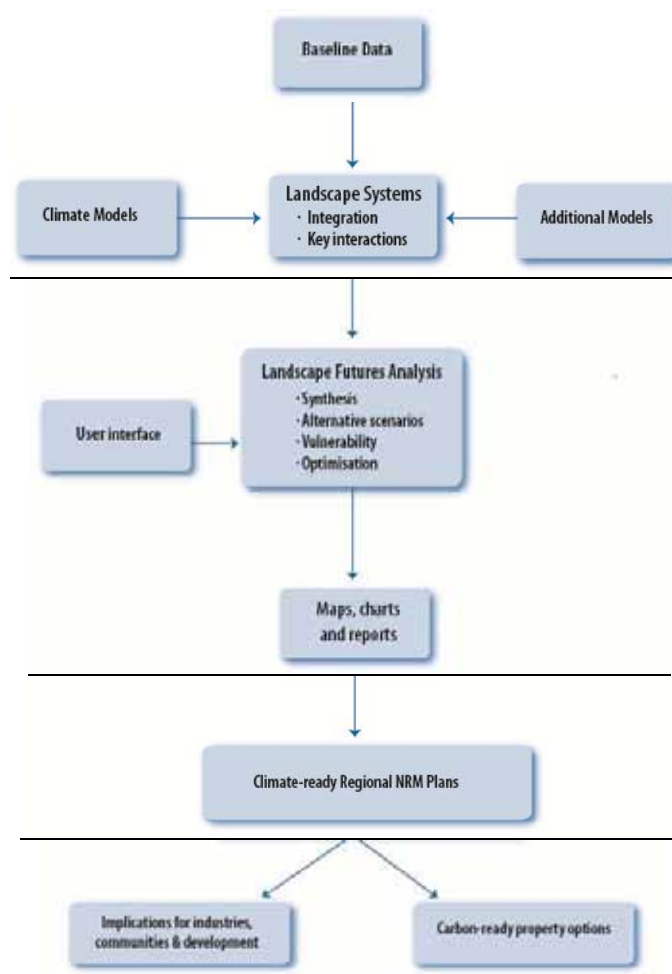 Baseline Data
Climate Models
Landscape Systems
· Integration
· Key interactions
Additional Models
Landscape Futures Analysis
· Synthesis
· Alternative scenarios
· Vulnerability
· Optimisation
User interface
Maps, charts
and reports
Climate-ready Regional NRM Plans
Implications for industries,
communities & development
Carbon-ready property options